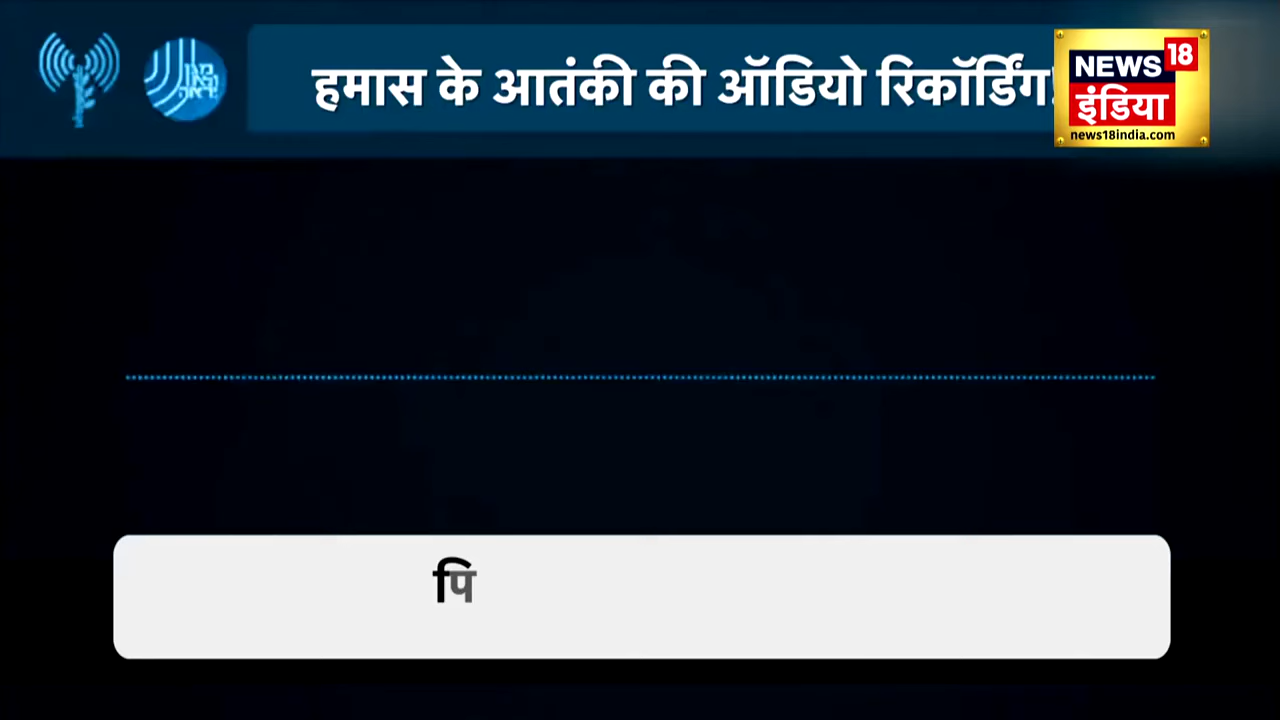 हमास के आतंकी की ऑडियो रिकॉर्डिंग!
NEWS 18
इंडिया
news18india.com
पि